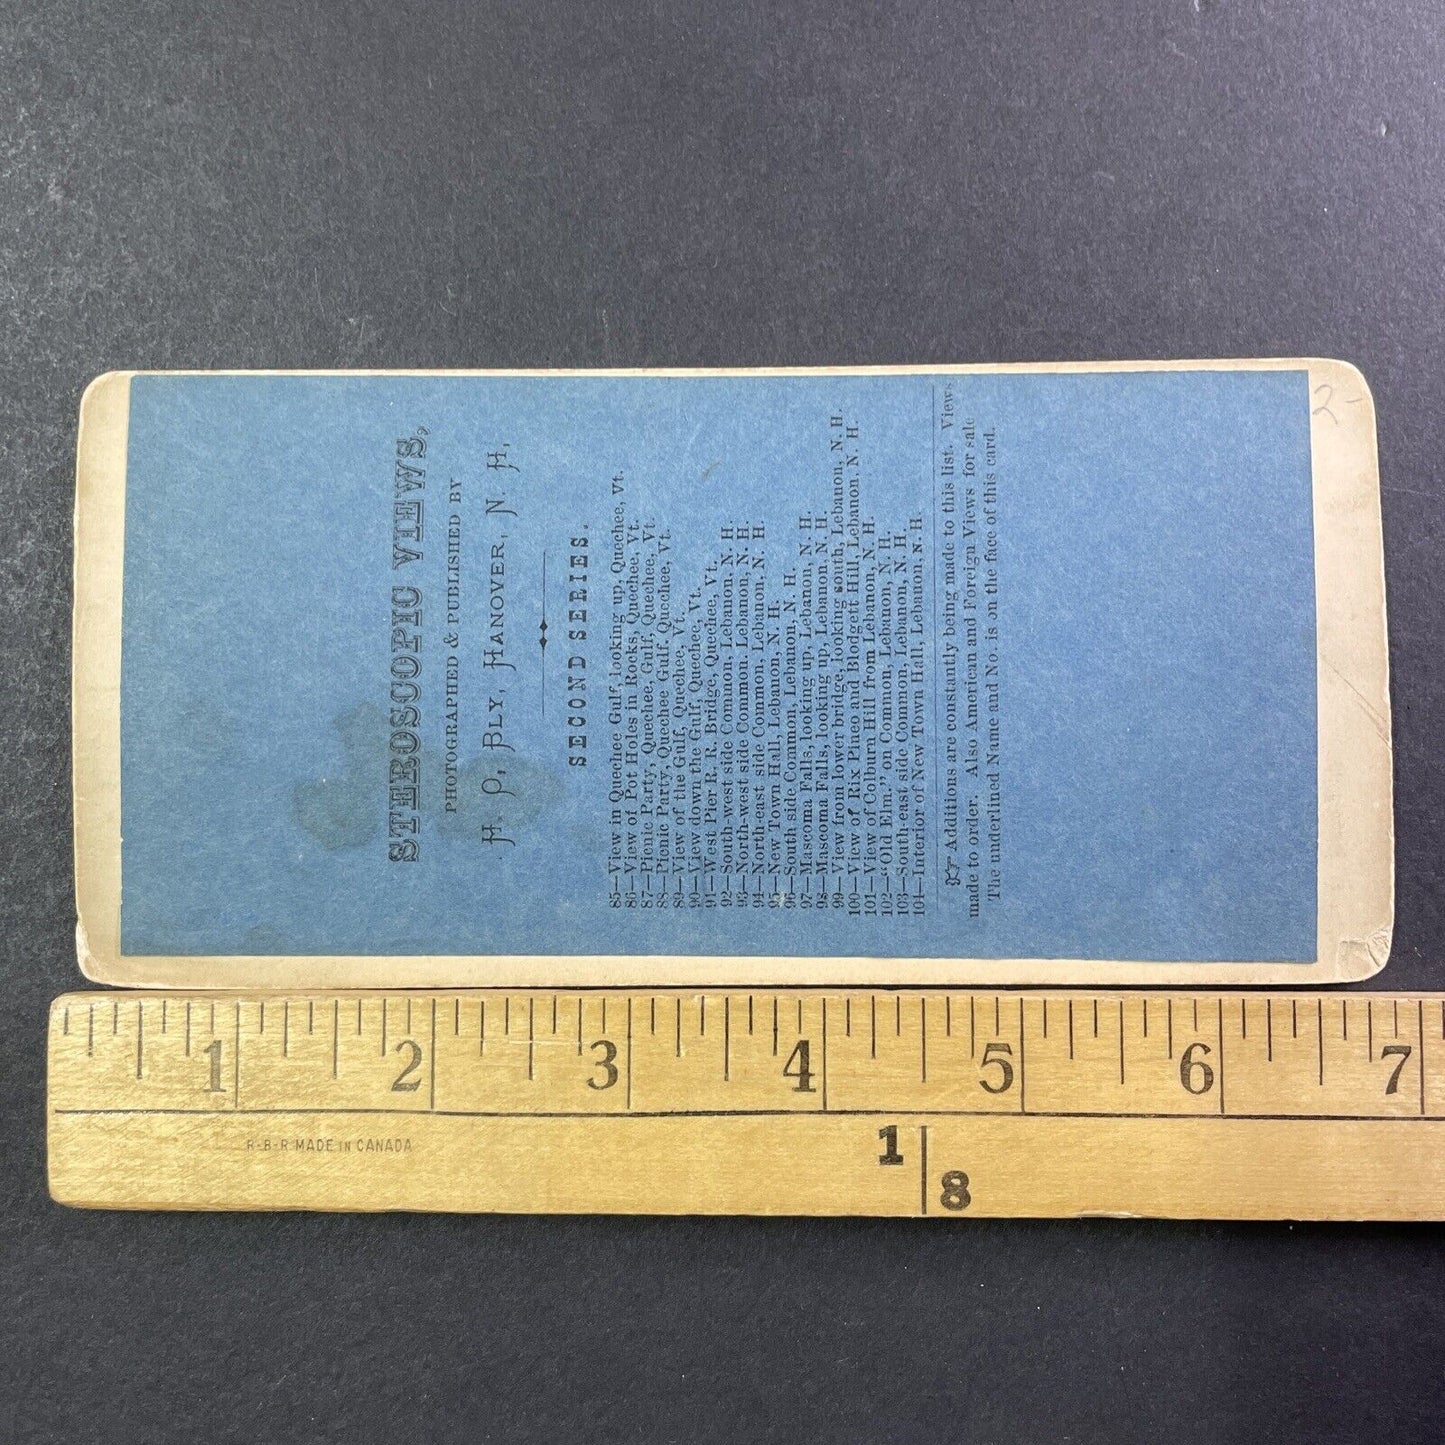 STEROSCOPIC VIEWS,
PHOTOGRAPHED & PUBLISHED BY
H. O. BLY, HANOVER, N. H.
SECOND SERIES.
85—View in Quechee Gulf, looking up, Quechee, Vt.
86—View of Pot Holes in Rocks, Quechee, Vt.
87—Picnic Party, Quechee, Gulf, Quechee, Vt.
88—Picnic Party, Quechee Gulf, Quechee, Vt.
89—View of the Gulf, Quechee, Vt.
90—View down the Gulf, Quechee, Vt.
91—West Pier R. R. Bridge, Quechee, Vt.
92—South-west side Common, Lebanon, N. H.
93—North-west side Common, Lebanon, N. H.
94—North-east side Common, Lebanon, N. H.
95—New Town Hall, Lebanon, N. H.
96—South side Common, Lebanon, N. H.
97—Mascoma Falls, looking up, Lebanon, N. H.
98—Mascoma Falls, looking up, Lebanon, N. H.
99—View from lower bridge, looking south, Lebanon, N. H.
100—View of Rix Pineo and Blodgett Hill, Lebanon, N. H.
101—View of Colburn Hill from Lebanon, N. H.
102—"Old Elm." on Common, Lebanon, N. H.
103—South-east side Common, Lebanon, N. H.
104—Interior of New Town Hall, Lebanon, N. H.
☞ Additions are constantly being made to this list. Views
made to order. Also American and Foreign Views for sale
The underlined Name and No. is on the face of this card.
2-
1 2 3 4 5 6 7
R-B-R MADE IN CANADA
1 8